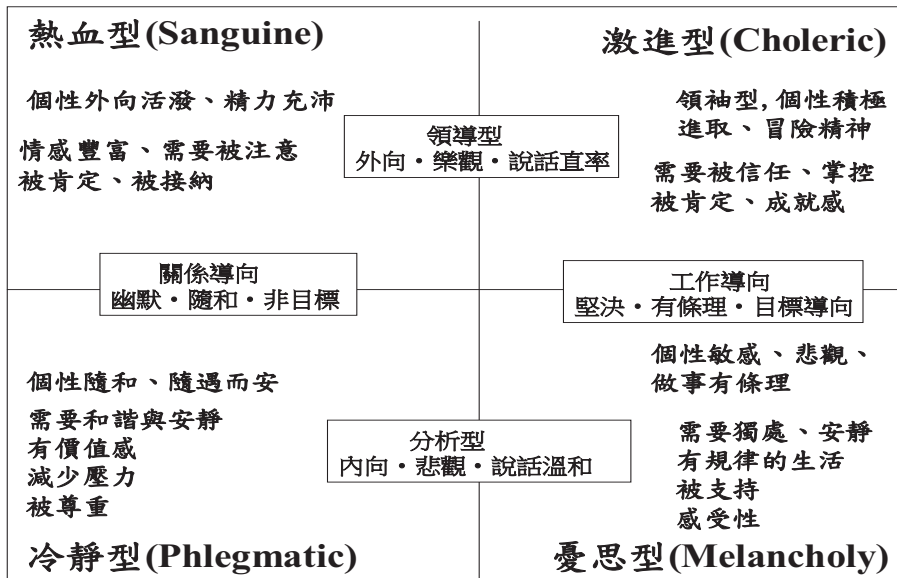 熱血型(Sanguine)
個性外向活潑、精力充沛
情感豐富、需要被注意
被肯定、被接納
激進型(Choleric)
領袖型,個性積極
進取、冒險精神
需要被信任、掌控
被肯定、成就感
領導型
外向·樂觀·說話直率
關係導向
幽默·隨和·非目標
工作導向
堅決·有條理·目標導向
個性隨和、隨遇而安
需要和諧與安靜
有價值感
減少壓力
被尊重
冷靜型(Phlegmatic)
分析型
內向·悲觀·說話溫和
個性敏感、悲觀、
做事有條理
需要獨處、安靜
有規律的生活
被支持
感受性
憂思型(Melancholy)